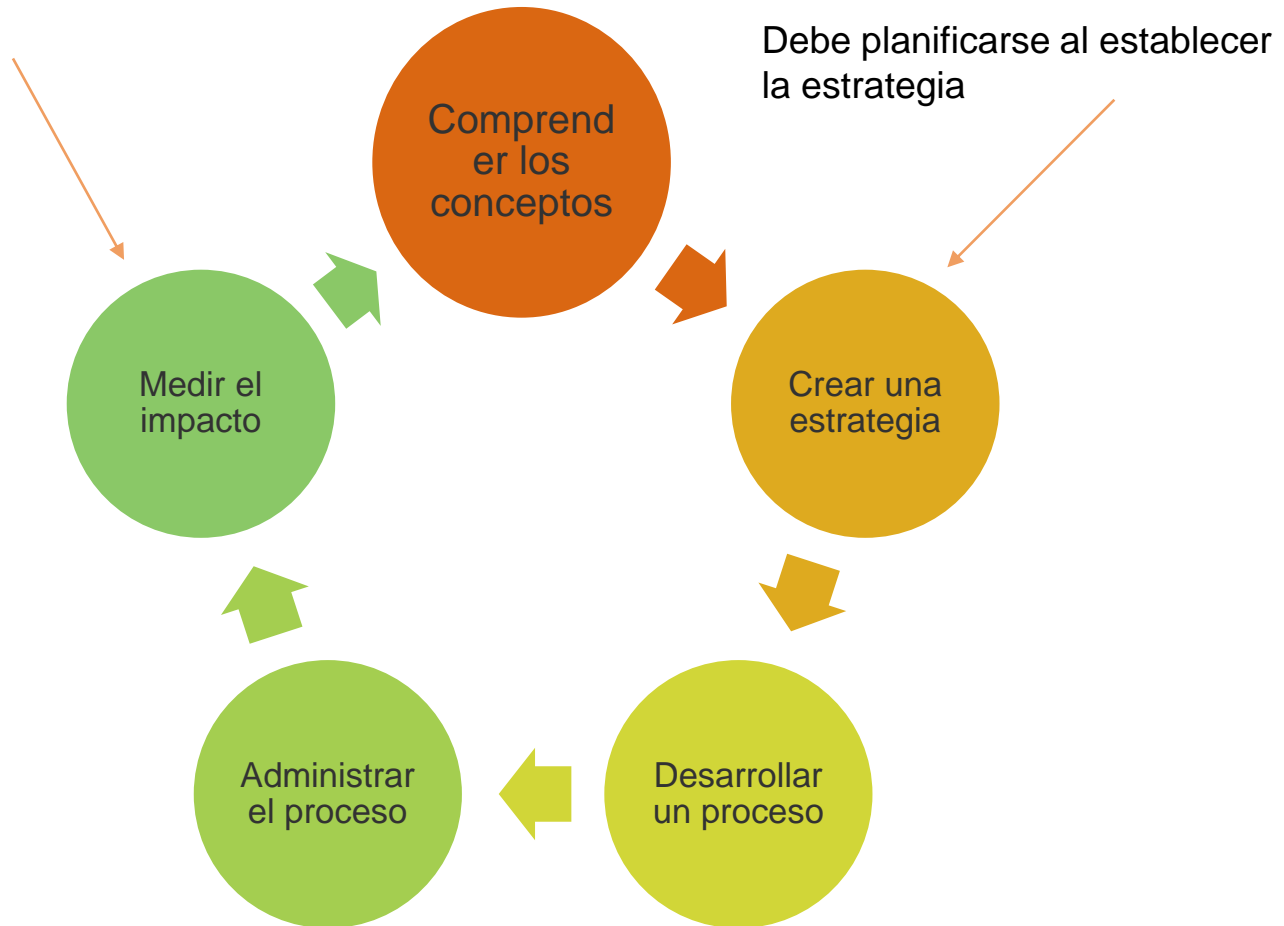 Debe planificarse al establecer
la estrategia
Comprend
er los
conceptos
Medir el
impacto
Crear una
estrategia
Administrar
el proceso
Desarrollar
un proceso